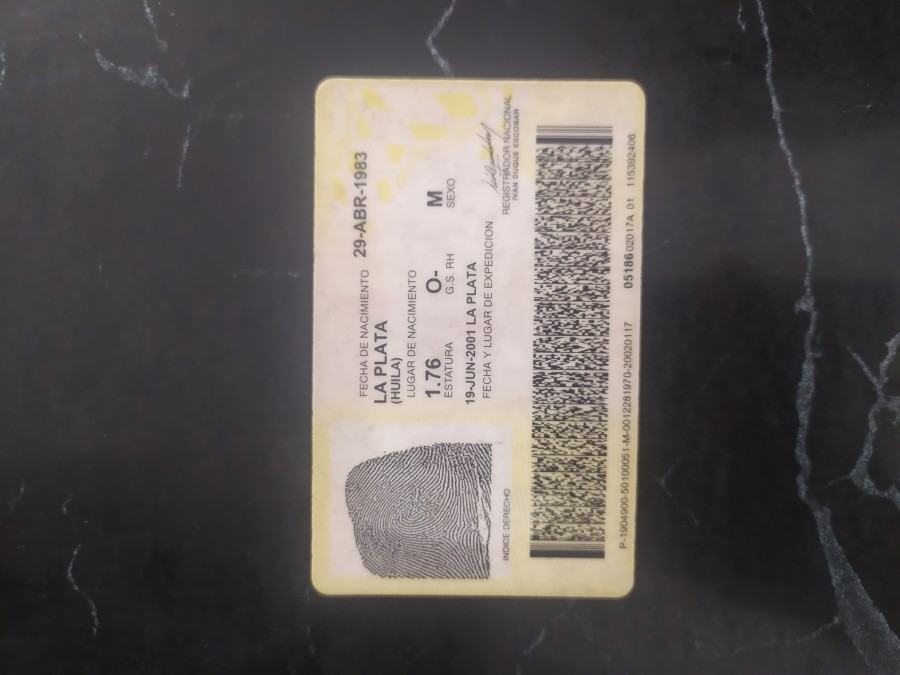 FECHA DE NACIMIENTO 29-ABR-1983
LA PLATA
(HUILA)
LUGAR DE NACIMIENTO
1.76 O- M
ESTATURA G.S. RH SEXO
19-JUN-2001 LA PLATA
FECHA Y LUGAR DE EXPEDICION
INDICE DERECHO
REGISTRADOR NACIONAL
IVAN DUQUE ESCOBAR
P-1904900-50100051-M-0012281970-20020117 0518602017A 01 115392406